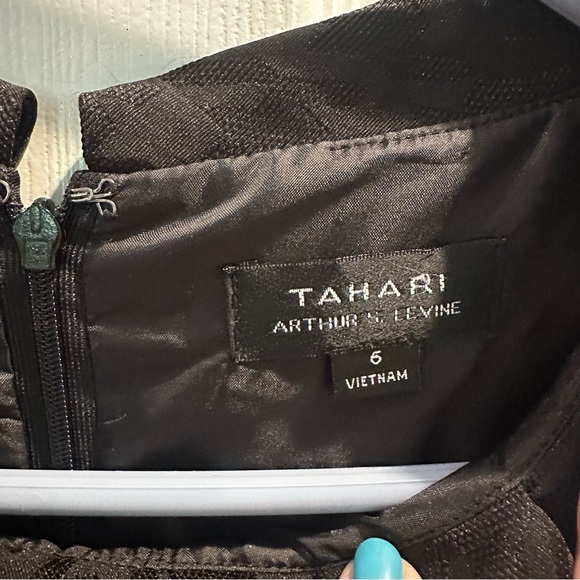 TAHARI
ARTHUR S. LEVINE
6
VIETNAM